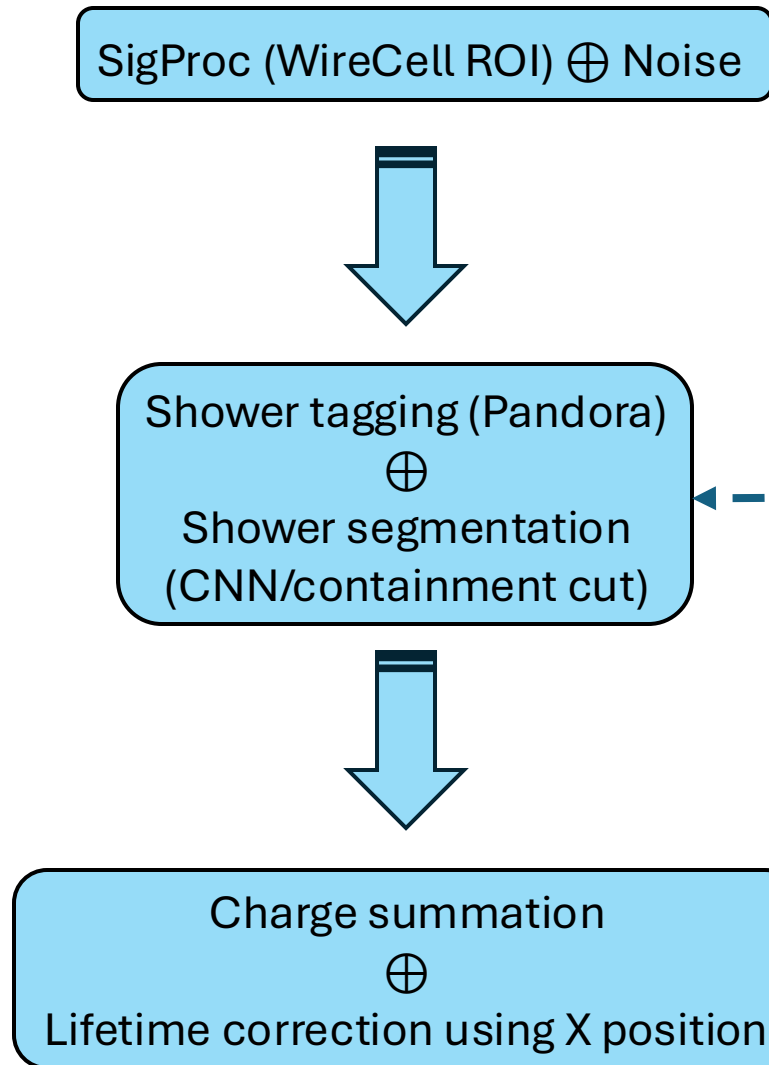 SigProc (WireCell ROI) ⊕ Noise
Shower tagging (Pandora)
⊕
Shower segmentation
(CNN/containment cut)
Charge summation
⊕
Lifetime correction using X position